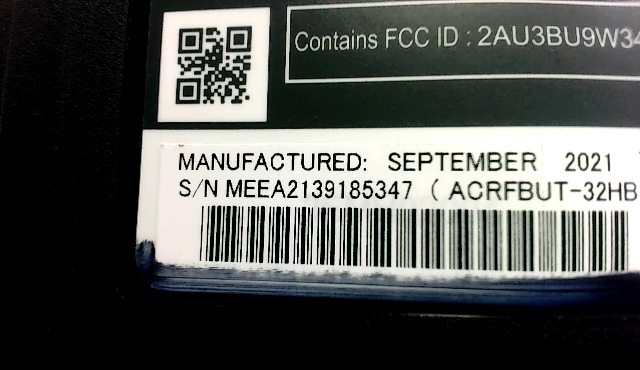 Contains FCC ID : 2AU3BU9W34
MANUFACTURED: SEPTEMBER 2021
S/N MEEA2139185347 ( ACRFBUT-32HB